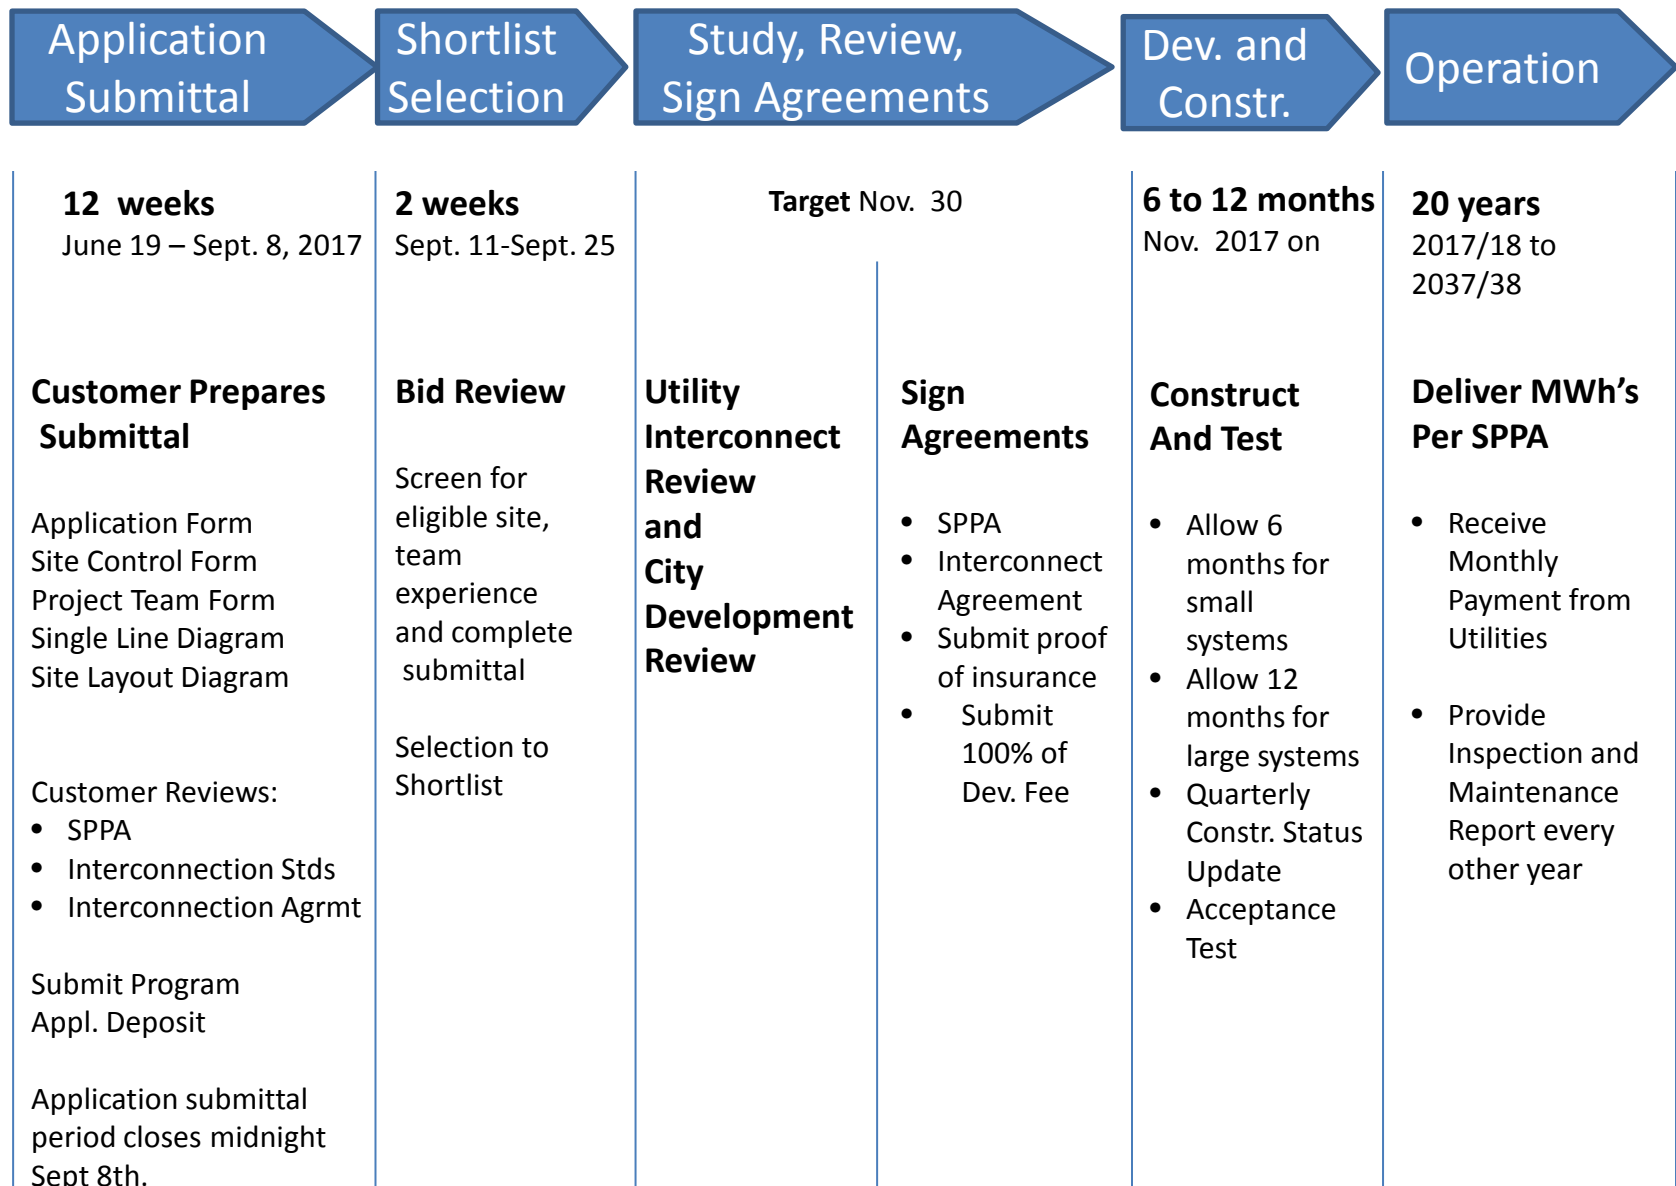 Application
Submittal
Shortlist
Selection
Study, Review,
Sign Agreements
Dev. and
Constr.
Operation
12  weeks
June 19 – Sept. 8, 2017
Customer Prepares
Submittal
Application Form
Site Control Form
Project Team Form
Single Line Diagram
Site Layout Diagram
Customer Reviews:
• SPPA
• Interconnection Stds
• Interconnection Agrmt
Submit Program
Appl. Deposit
Application submittal
period closes midnight
Sept 8th.
2 weeks
Sept. 11-Sept. 25
Bid Review
Screen for
eligible site,
team
experience
and complete
submittal
Selection to
Shortlist
Target Nov.  30
Utility
Interconnect
Review
and
City
Development
Review
Sign
Agreements
• SPPA
• Interconnect
Agreement
• Submit proof
of insurance
• Submit
100% of
Dev. Fee
6 to 12 months
Nov.  2017 on
Construct
And Test
• Allow 6
months for
small
systems
• Allow 12
months for
large systems
• Quarterly
Constr. Status
Update
• Acceptance
Test
20 years
2017/18 to
2037/38
Deliver MWh’s
Per SPPA
• Receive
Monthly
Payment from
Utilities
• Provide
Inspection and
Maintenance
Report every
other year